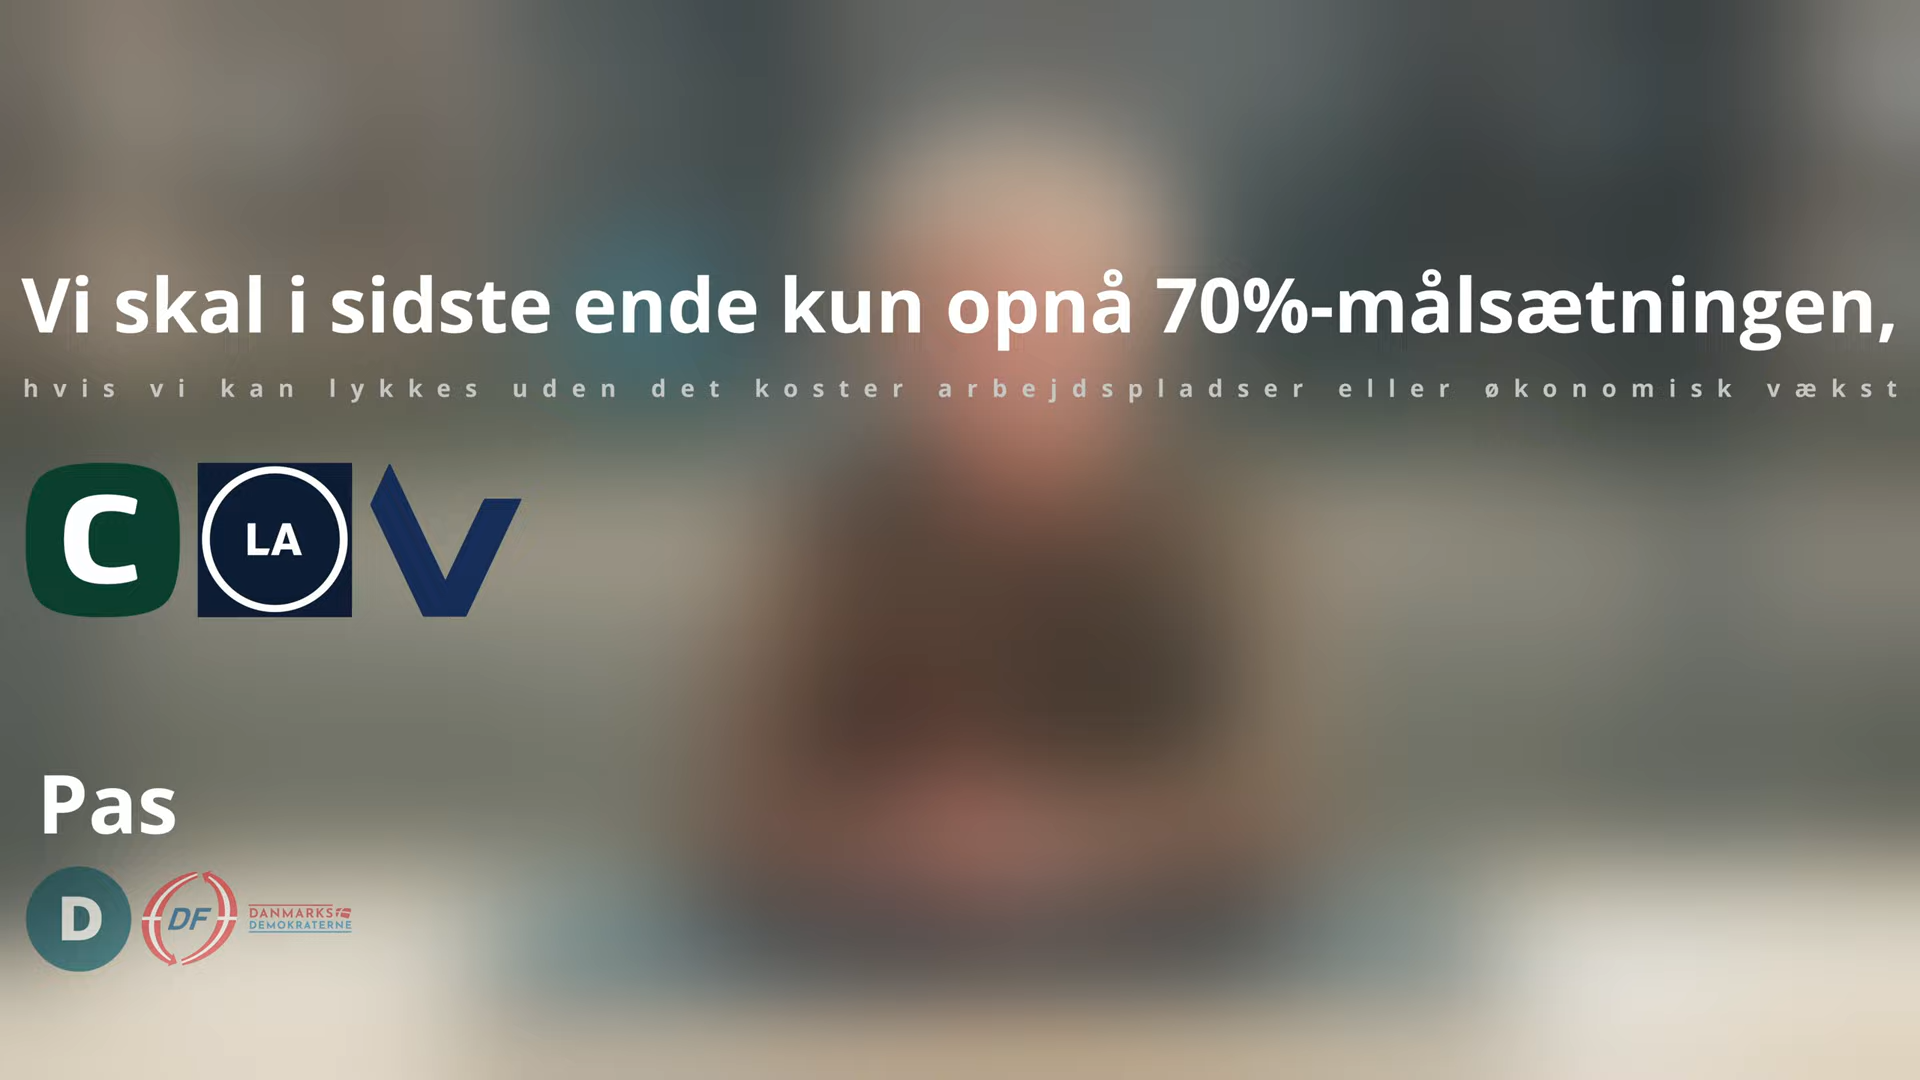 Vi skal i sidste ende kun opnå 70%-målsætningen,
hvis vi kan lykkes uden det koster arbejdspladser eller økonomisk vækst
C LA V
Pas
D DF DANMARKS
DEMOKRATERNE